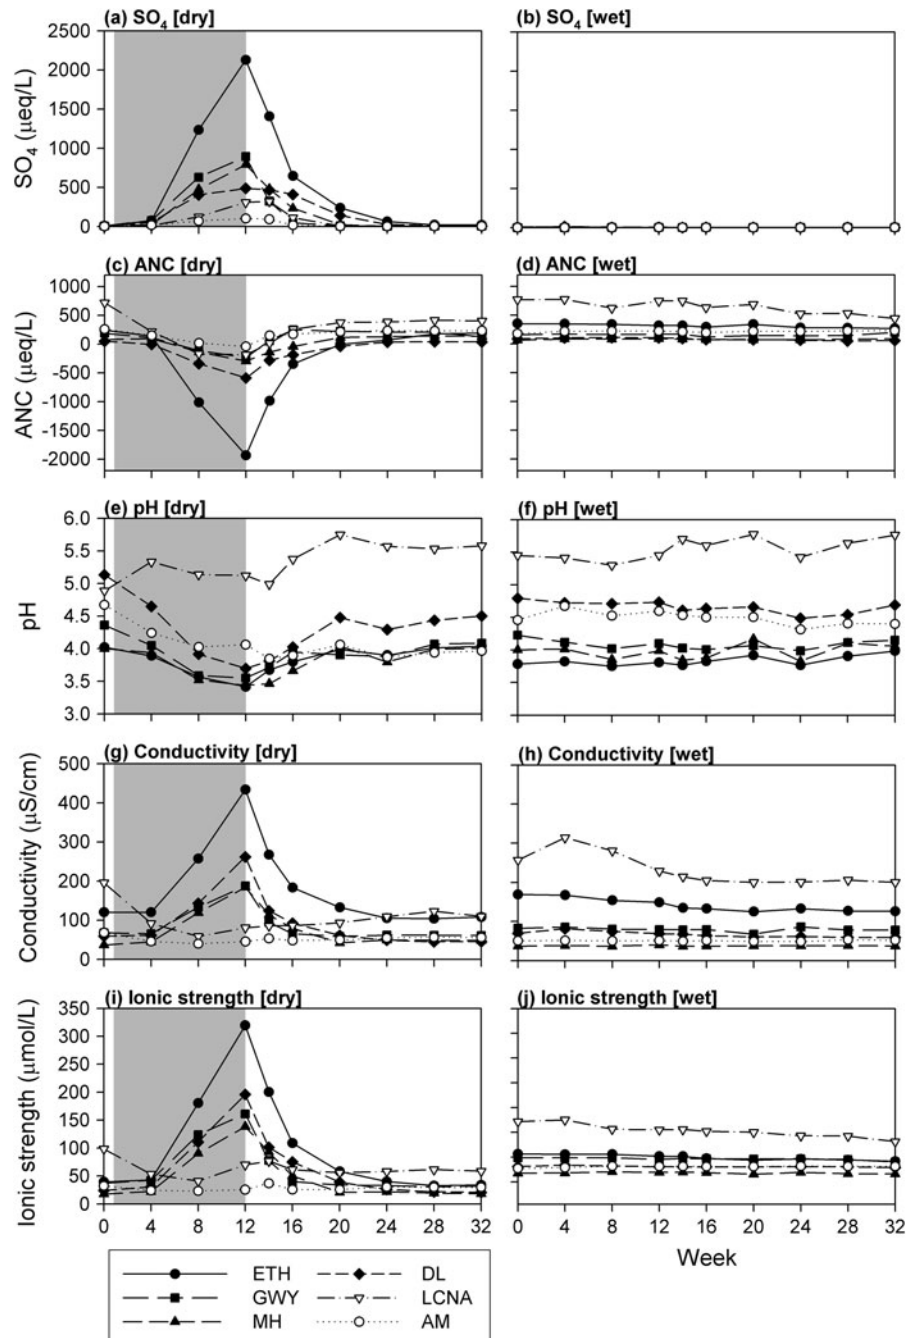 (a) SO4 [dry]
(b) SO4 [wet]
2500
2000
1500
1000
500
0
SO4 (µeq/L)
(c) ANC [dry]
(d) ANC [wet]
1000
500
0
-500
-1000
-1500
-2000
ANC (µeq/L)
(e) pH [dry]
(f) pH [wet]
6.0
5.5
5.0
4.5
4.0
3.5
3.0
pH
(g) Conductivity [dry]
(h) Conductivity [wet]
500
400
300
200
100
0
Conductivity (µS/cm)
(i) Ionic strength [dry]
(j) Ionic strength [wet]
350
300
250
200
150
100
50
0
Ionic strength (µmol/L)
0 4 8 12 16 20 24 28 32
0 4 8 12 16 20 24 28 32
Week
ETH DL
GWY LCNA
MH AM